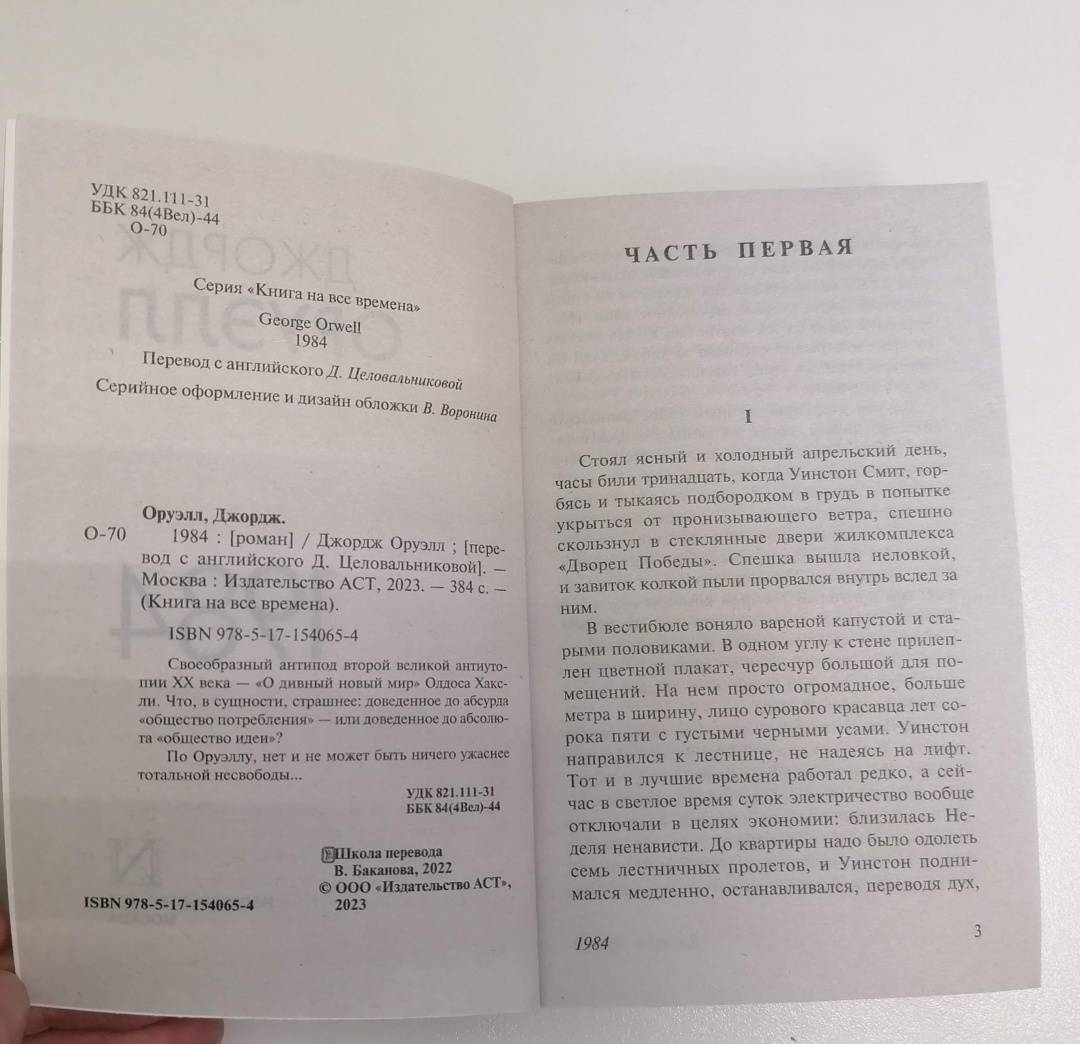 УДК 821.111-31
ББК 84(4Вел)-44
О-70
Серия «Книга на все времена»
George Orwell
1984
Перевод с английского Д. Целовальниковой
Серийное оформление и дизайн обложки В. Воронина
Оруэлл, Джордж.
О-70 1984 : [роман] / Джордж Оруэлл ; [пере-
вод с английского Д. Целовальниковой]. —
Москва : Издательство АСТ, 2023. — 384 с. —
(Книга на все времена).
ISBN 978-5-17-154065-4
Своеобразный антипод второй великой антиуто-
пии XX века — «О дивный новый мир» Олдоса Хакс-
ли. Что, в сущности, страшнее: доведенное до абсурда
«общество потребления» — или доведенное до абсолю-
та «общество идеи»?
По Оруэллу, нет и не может быть ничего ужаснее
тотальной несвободы...
УДК 821.111-31
ББК 84(4Вел)-44
Школа перевода
В. Баканова, 2022
© ООО «Издательство АСТ»,
2023
ISBN 978-5-17-154065-4
ЧАСТЬ ПЕРВАЯ
I
Стоял ясный и холодный апрельский день,
часы били тринадцать, когда Уинстон Смит, гор-
бясь и тыкаясь подбородком в грудь в попытке
укрыться от пронизывающего ветра, спешно
скользнул в стеклянные двери жилкомплекса
«Дворец Победы». Спешка вышла неловкой,
и завиток колкой пыли прорвался внутрь вслед за
ним.
В вестибюле воняло вареной капустой и ста-
рыми половиками. В одном углу к стене прилеп-
лен цветной плакат, чересчур большой для по-
мещений. На нем просто огромадное, больше
метра в ширину, лицо сурового красавца лет со-
рока пяти с густыми черными усами. Уинстон
направился к лестнице, не надеясь на лифт.
Тот и в лучшие времена работал редко, а сей-
час в светлое время суток электричество вообще
отключали в целях экономии: близилась Не-
деля ненависти. До квартиры надо было одолеть
семь лестничных пролетов, и Уинстон подни-
мался медленно, останавливался, переводя дух,
1984
3